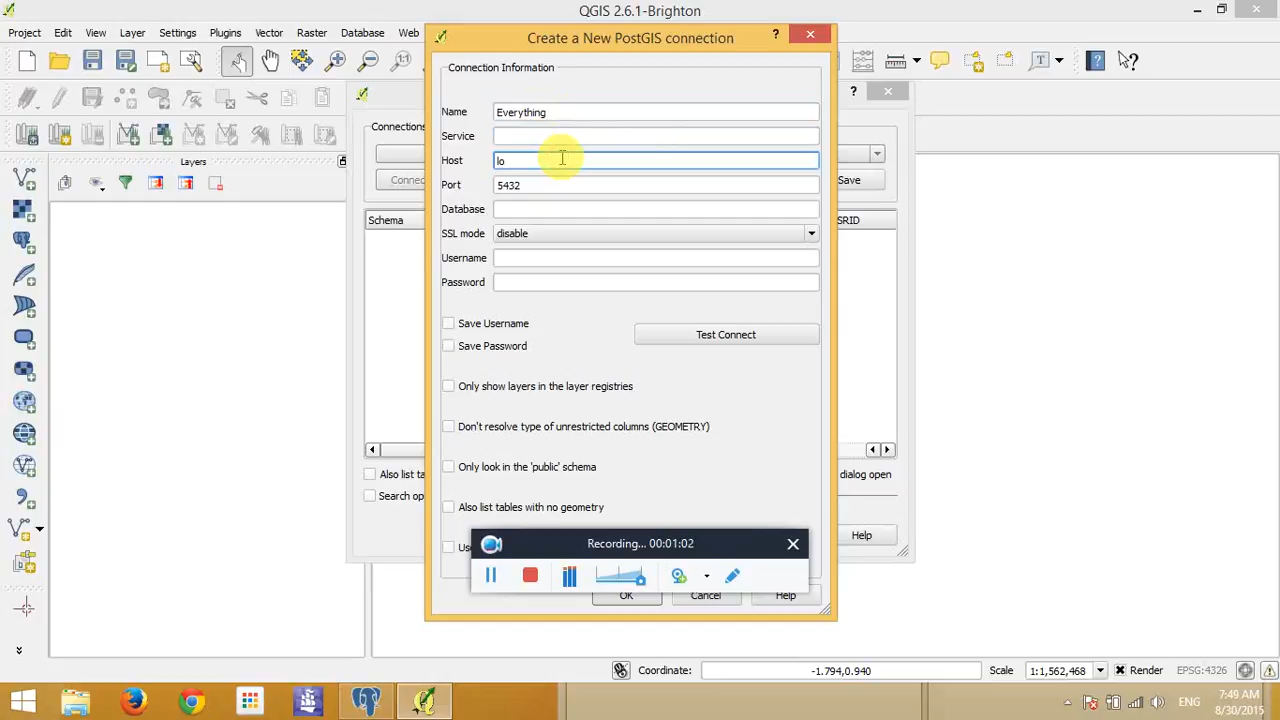 QGIS 2.6.1-Brighton
Project Edit View Layer Settings Plugins Vector Raster Database Web
Create a New PostGIS connection
?
Connection Information
Name Everything
Service
Host lo
Port 5432
Database
SSL mode disable
Username
Password
Save Username
Test Connect
Save Password
Only show layers in the layer registries
Don't resolve type of unrestricted columns (GEOMETRY)
Only look in the 'public' schema
Also list tables with no geometry
Recording... 00:01:02
OK Cancel Help
?
Connections
Connec
Save
Schema
SRID
Also list ta
dialog open
Search op
Help
Layers
Coordinate: -1.794,0.940 Scale 1:1,562,468 Render EPSG:4326
ENG
7:49 AM
8/30/2015